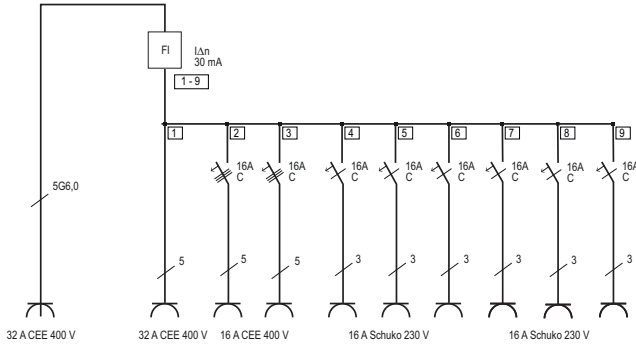 FI
IΔn
30 mA
1 - 9
1 2 3 4 5 6 7 8 9
16A C 16A C 16A C 16A C 16A C 16A C 16A C 16A C
5G6,0
5 5 5 3 3 3 3 3 3
32 A CEE 400 V 32 A CEE 400 V 16 A CEE 400 V 16 A Schuko 230 V 16 A Schuko 230 V